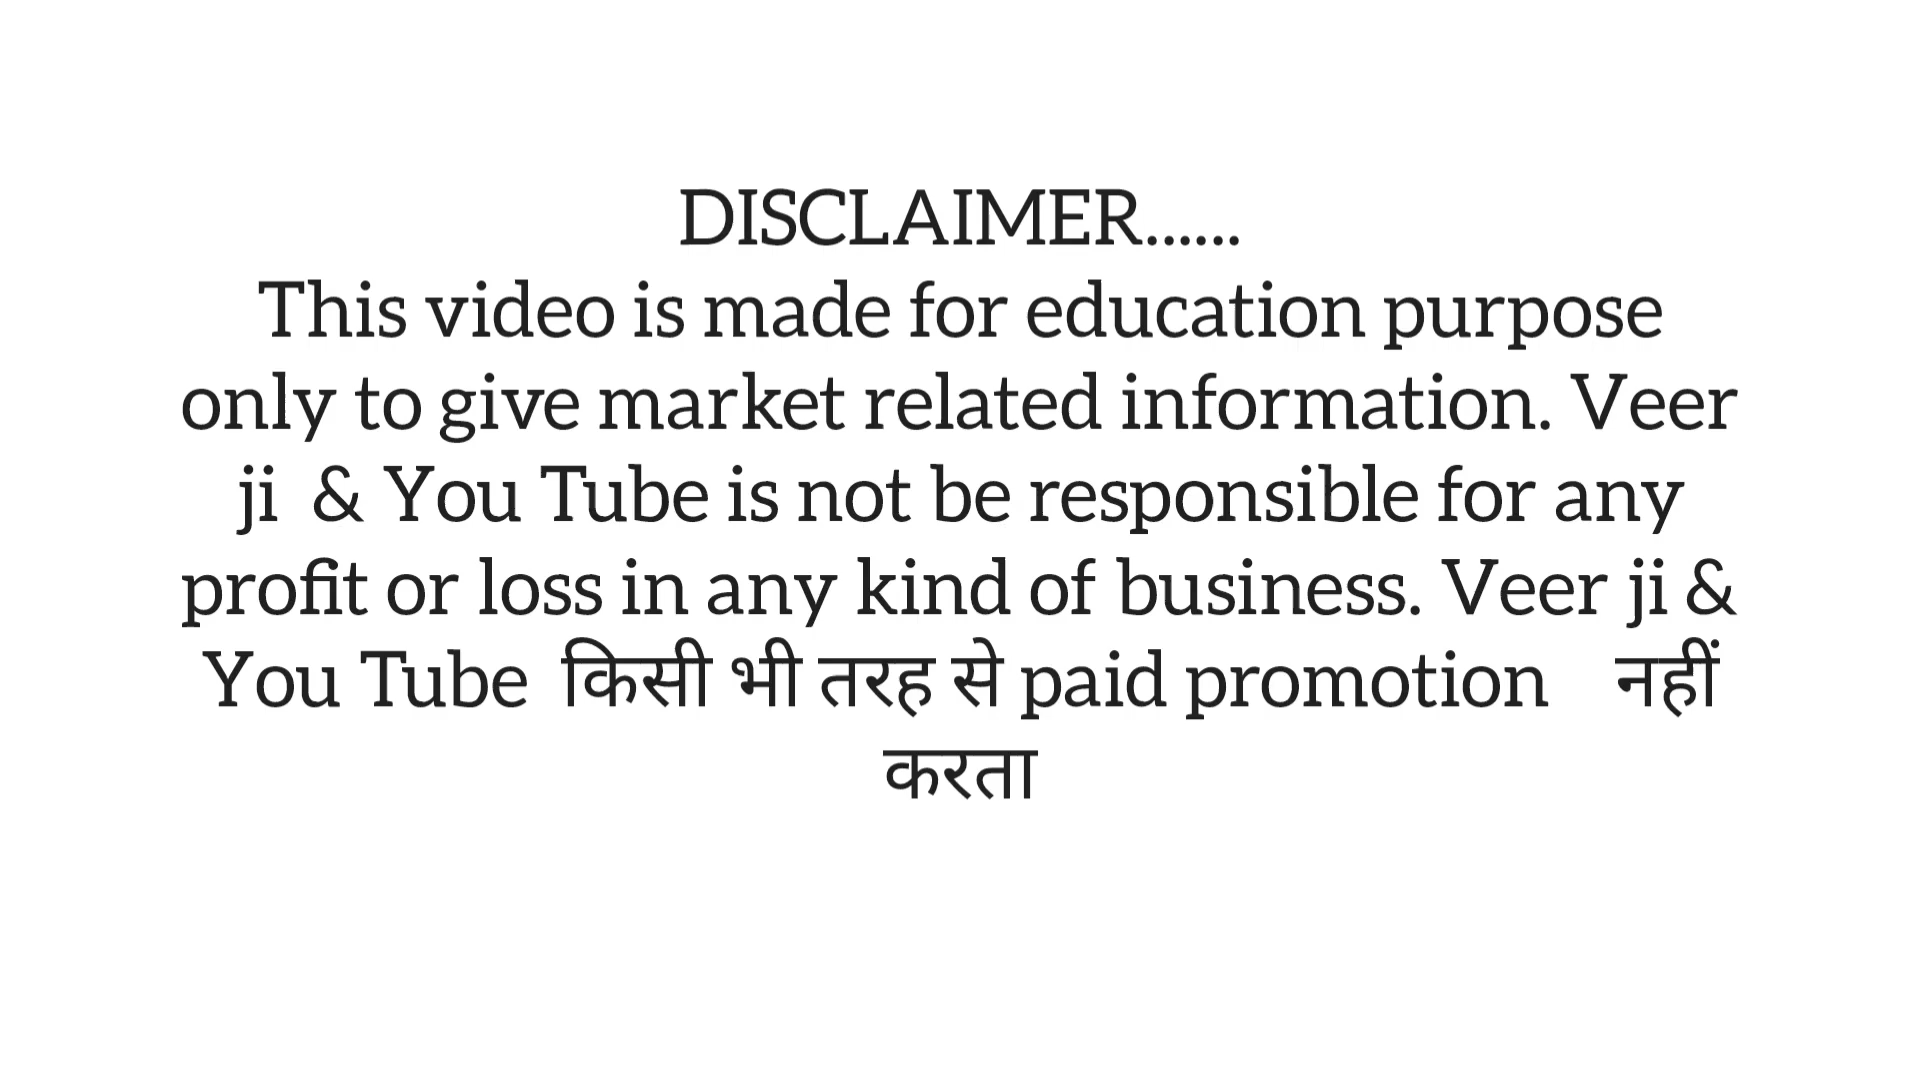 DISCLAIMER......
This video is made for education purpose
only to give market related information. Veer
ji & You Tube is not be responsible for any
profit or loss in any kind of business. Veer ji &
You Tube किसी भी तरह से paid promotion नहीं
करता